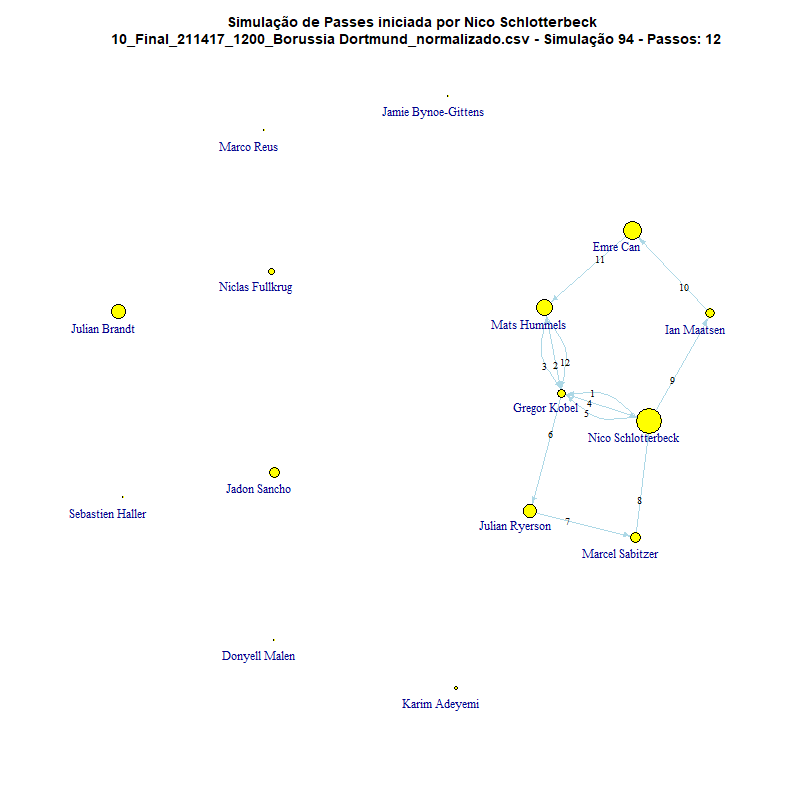 Simulação de Passes iniciada por Nico Schlotterbeck
10_Final_211417_1200_Borussia Dortmund_normalizado.csv - Simulação 94 - Passos: 12
Jamie Bynoe-Gittens
Marco Reus
Emre Can
11
Niclas Fullkrug
10
Julian Brandt
Mats Hummels
Ian Maatsen
3
2
12
9
1
4
5
Gregor Kobel
Nico Schlotterbeck
6
Jadon Sancho
8
Sebastien Haller
7
Julian Ryerson
Marcel Sabitzer
Donyell Malen
Karim Adeyemi